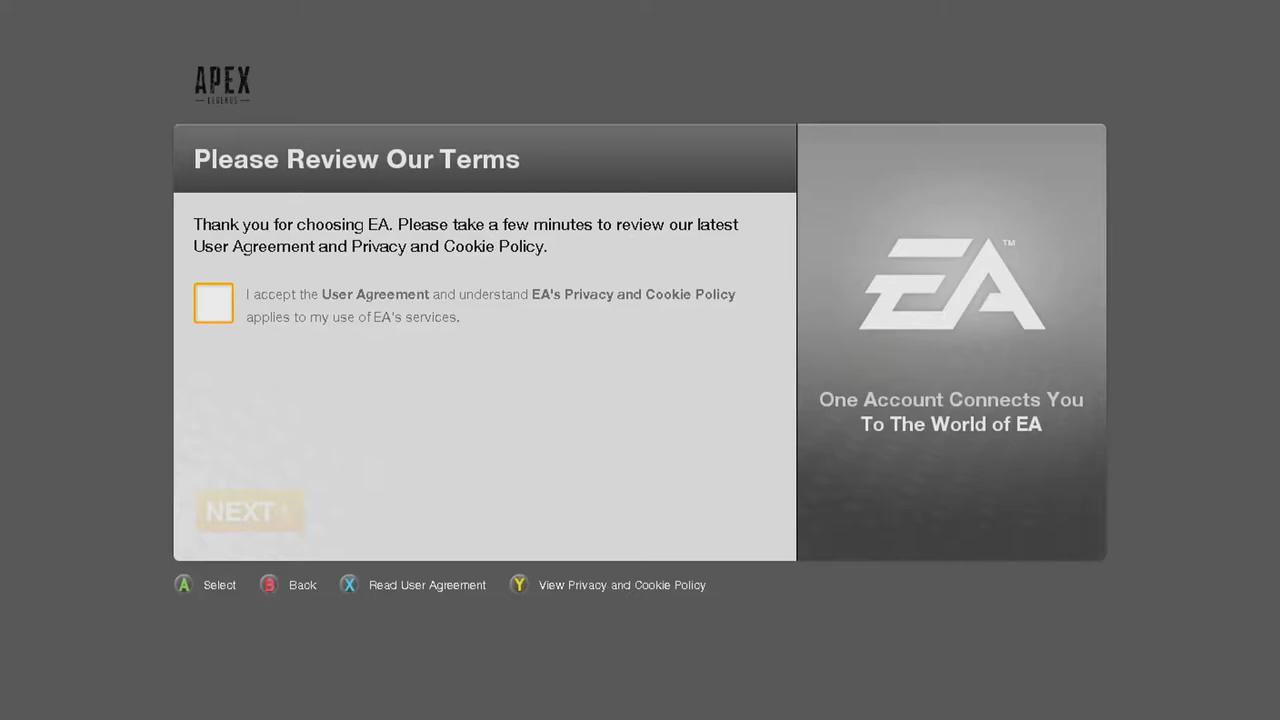 APEX
LEGENDS
Please Review Our Terms
Thank you for choosing EA. Please take a few minutes to review our latest
User Agreement and Privacy and Cookie Policy.
I accept the User Agreement and understand EA's Privacy and Cookie Policy
applies to my use of EA's services.
NEXT
EA™
One Account Connects You
To The World of EA
A Select B Back X Read User Agreement Y View Privacy and Cookie Policy